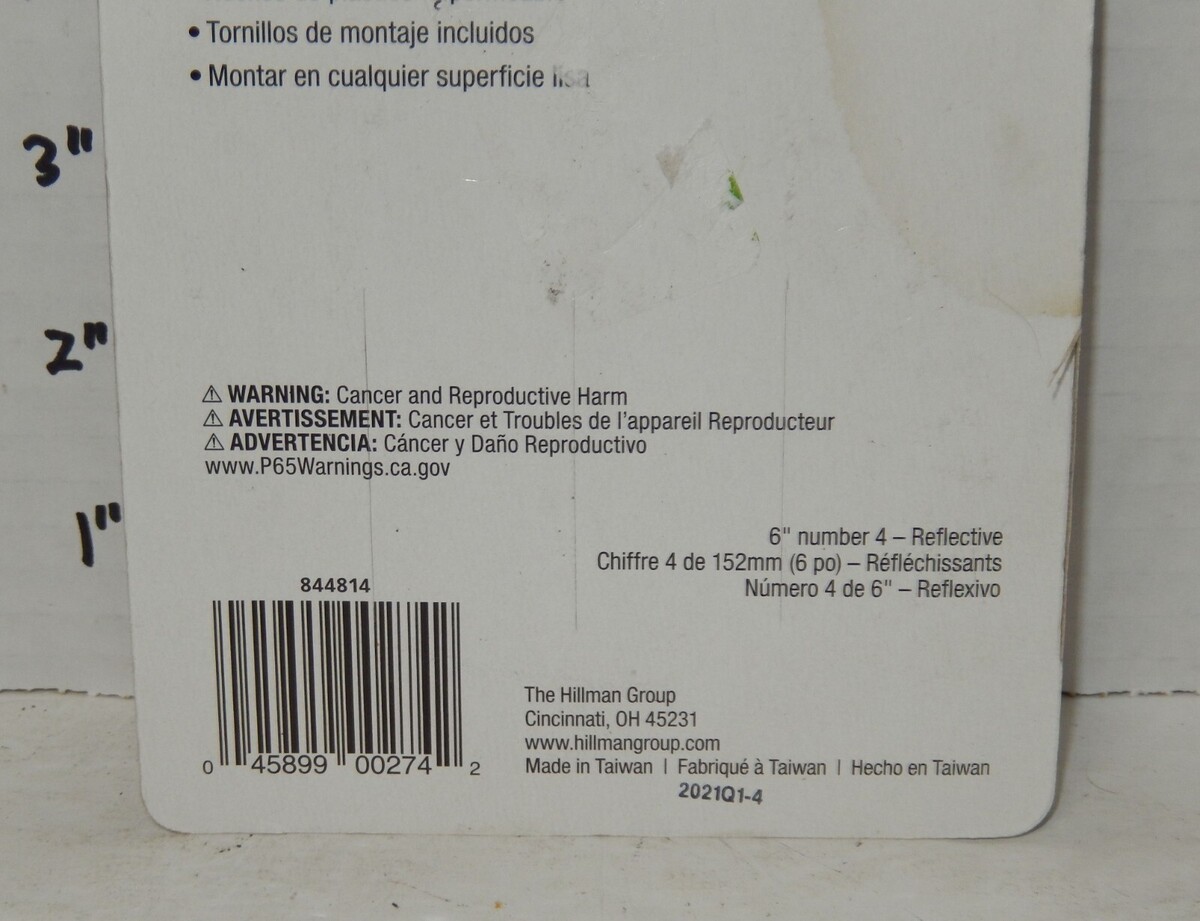 • Tornillos de montaje incluidos
• Montar en cualquier superficie lisa
3"
2"
1"
⚠ WARNING: Cancer and Reproductive Harm
⚠ AVERTISSEMENT: Cancer et Troubles de l'appareil Reproducteur
⚠ ADVERTENCIA: Cáncer y Daño Reproductivo
www.P65Warnings.ca.gov
6" number 4 – Reflective
Chiffre 4 de 152mm (6 po) – Réfléchissants
Número 4 de 6" – Reflexivo
844814
0 45899 00274 2
The Hillman Group
Cincinnati, OH 45231
www.hillmangroup.com
Made in Taiwan | Fabriqué à Taiwan | Hecho en Taiwan
2021Q1-4